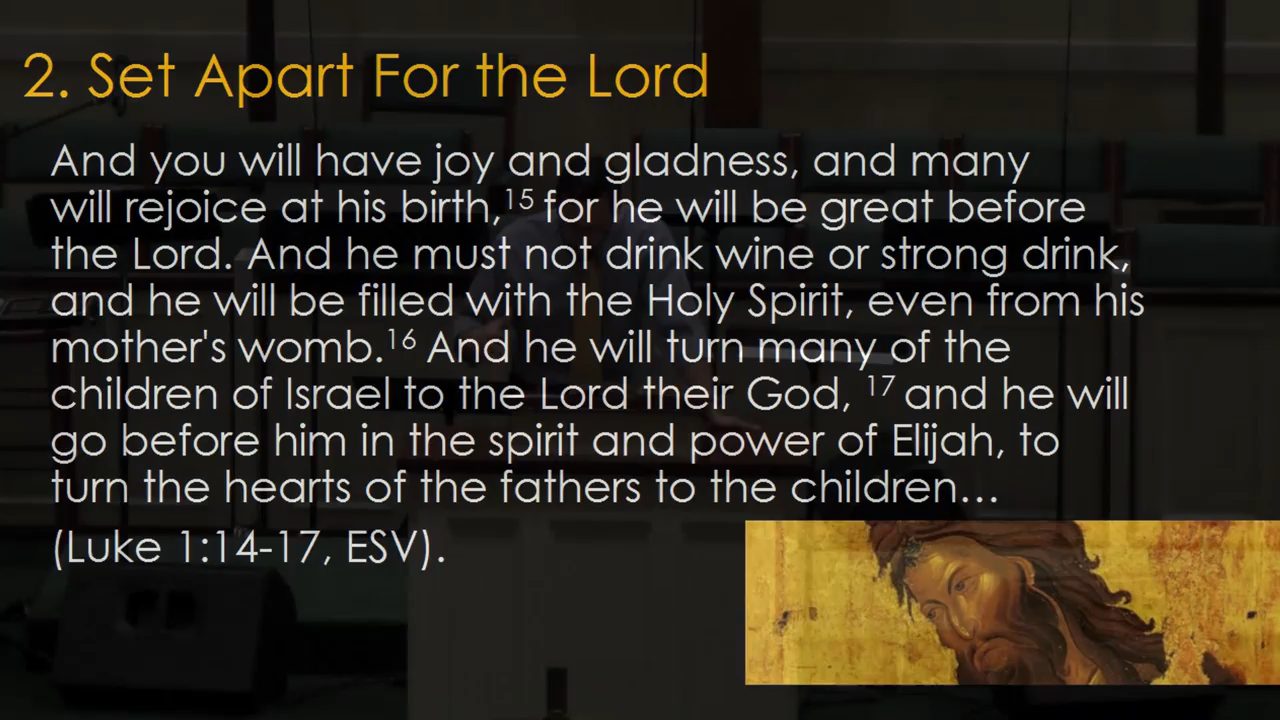 2. Set Apart For the Lord
And you will have joy and gladness, and many
will rejoice at his birth,15 for he will be great before
the Lord. And he must not drink wine or strong drink,
and he will be filled with the Holy Spirit, even from his
mother's womb.16 And he will turn many of the
children of Israel to the Lord their God, 17 and he will
go before him in the spirit and power of Elijah, to
turn the hearts of the fathers to the children…
(Luke 1:14-17, ESV).